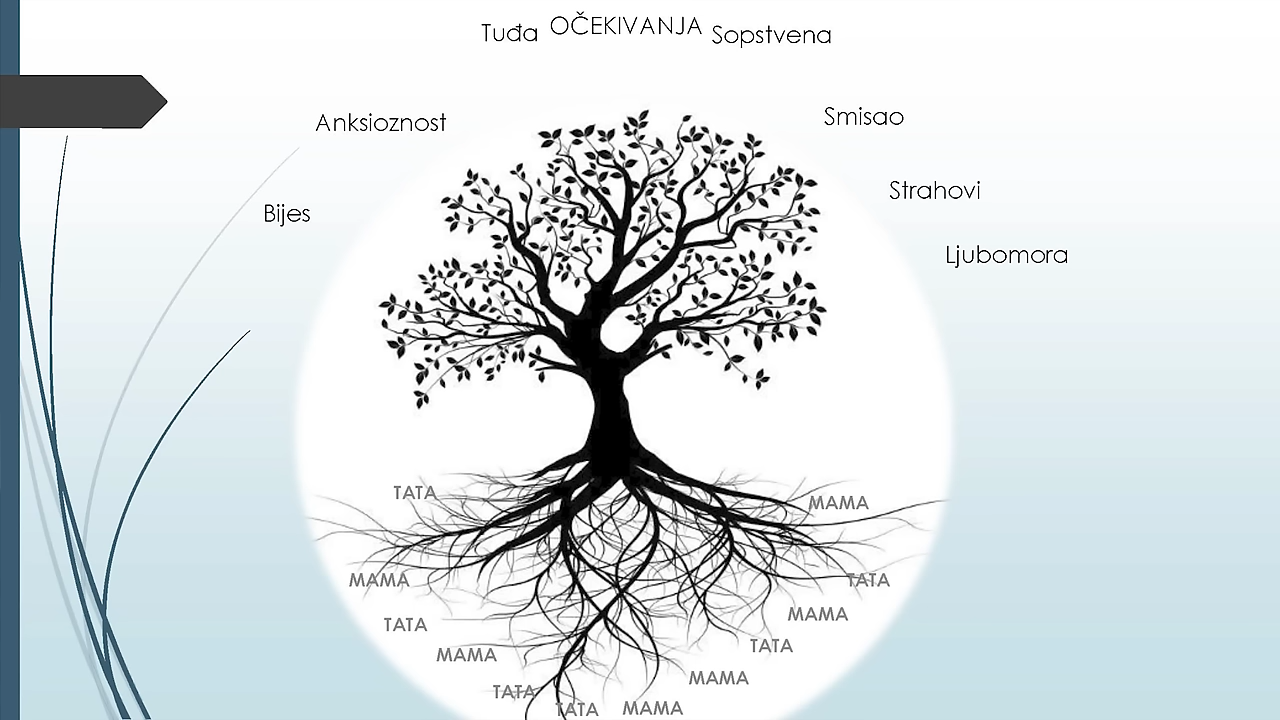 Tuđa OČEKIVANJA Sopstvena
Anksioznost
Smisao
Strahovi
Bijes
Ljubomora
TATA
MAMA
MAMA
TATA
MAMA
TATA
TATA
MAMA
MAMA
TATA
TATA
MAMA